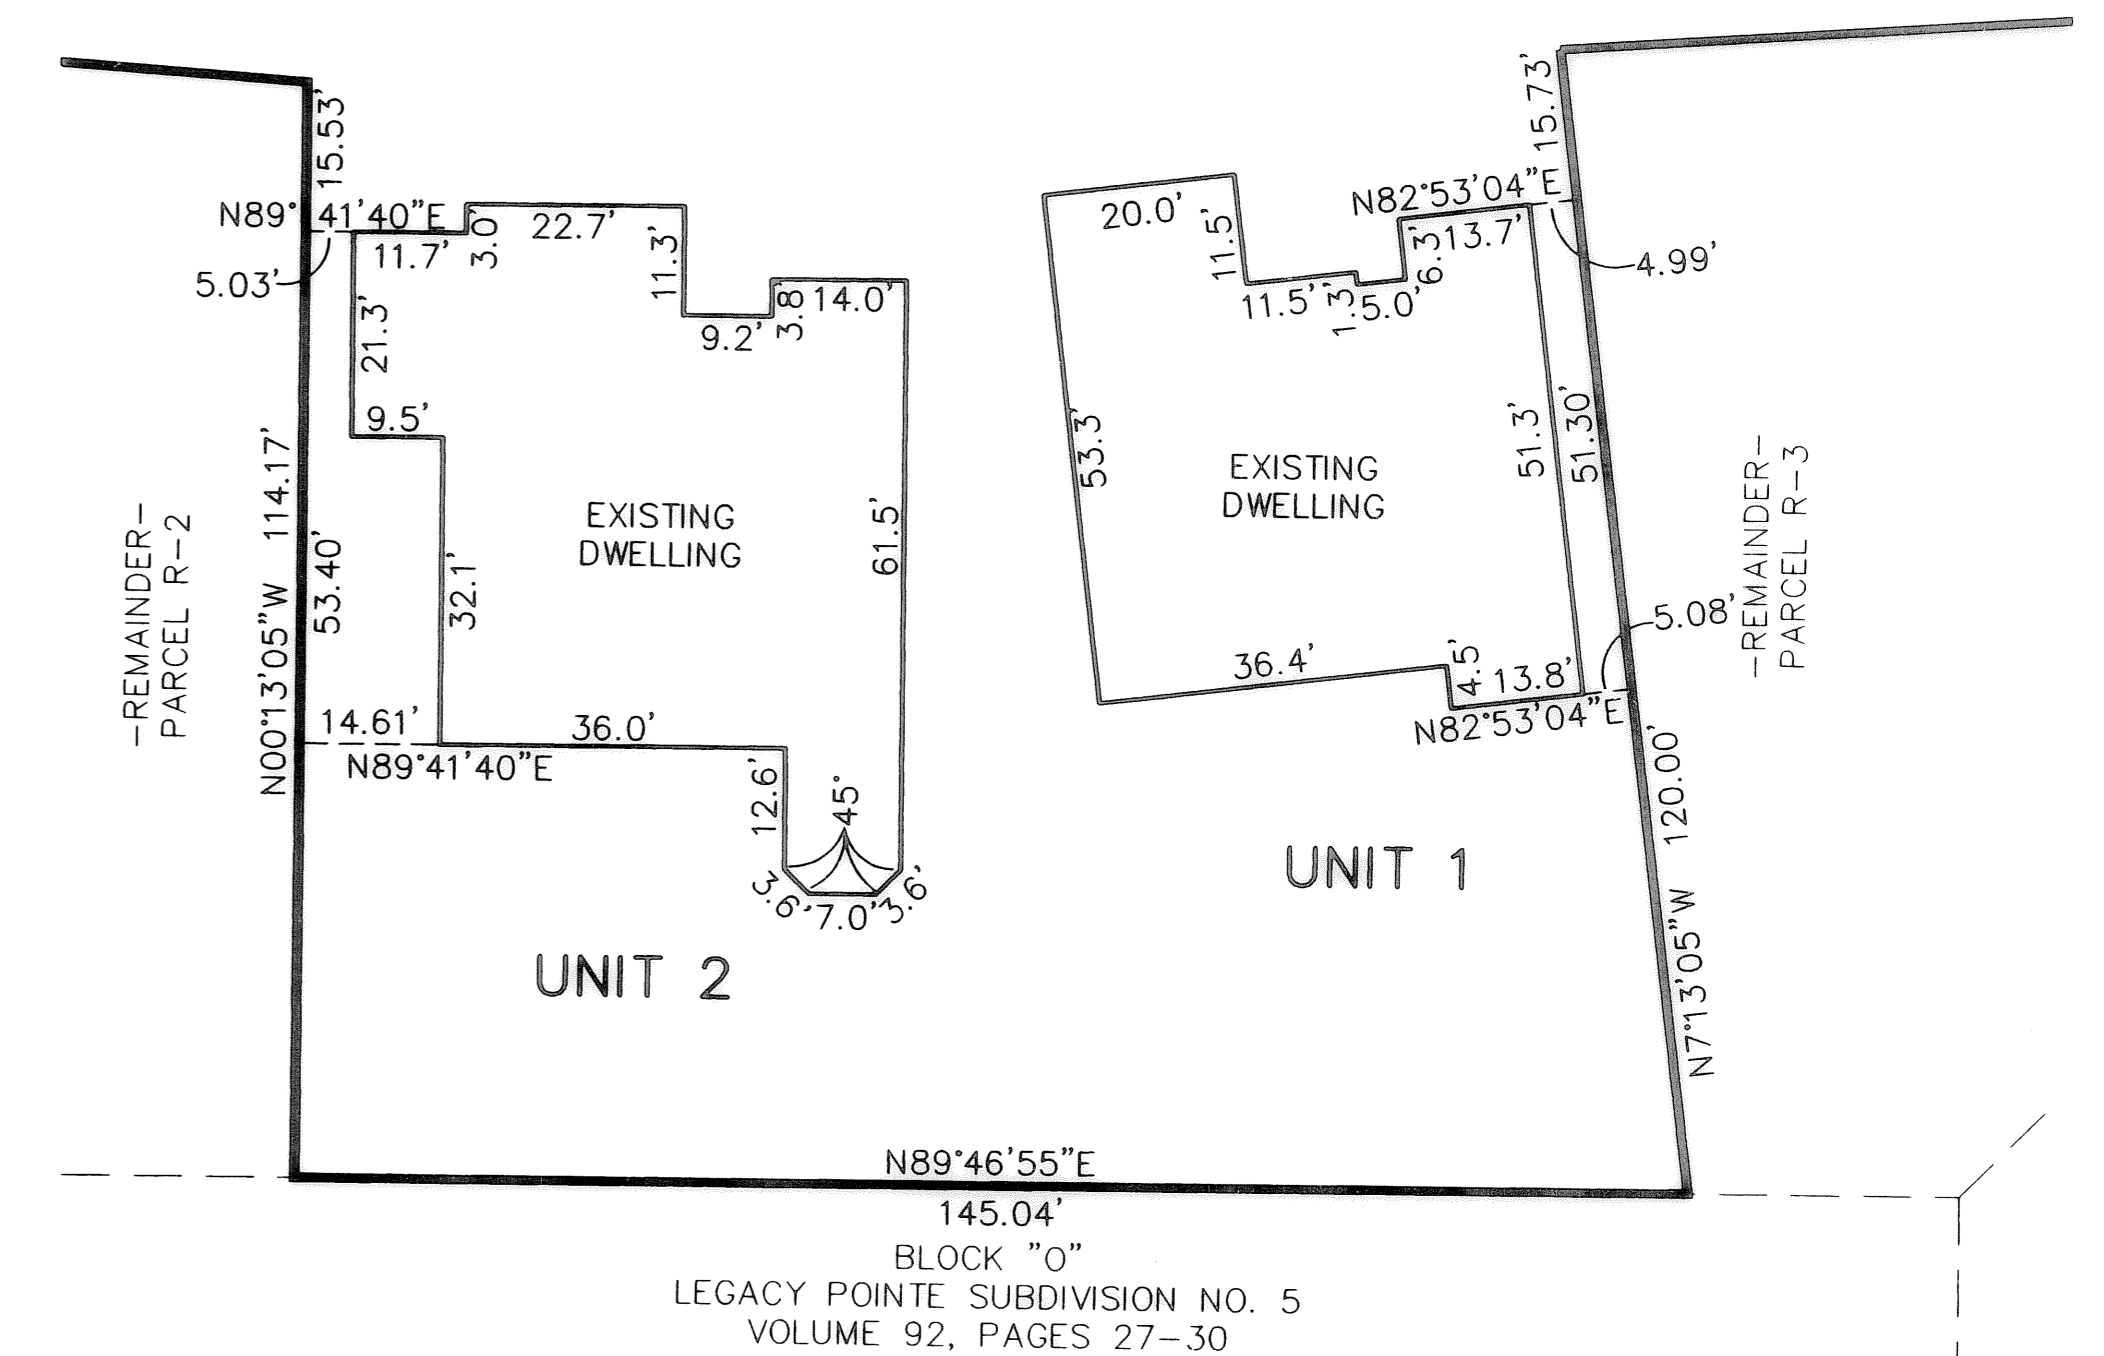 15.53'
N89°41'40"E
11.7'
3.0'
22.7'
11.3'
5.03'
21.3'
9.2'
3.8'
14.0'
9.5'
N00°13'05"W 114.17'
53.40'
32.1'
61.5'
EXISTING
DWELLING
-REMAINDER-
PARCEL R-2
14.61'
36.0'
N89°41'40"E
12.6'
45°
3.6'
7.0'
3.6'
UNIT 2
15.73'
N82°53'04"E
20.0'
11.5'
6.3'
13.7'
4.99'
11.5'
1.3'
5.0'
53.3'
EXISTING
DWELLING
51.3'
51.30'
-REMAINDER-
PARCEL R-3
5.08'
36.4'
4.5'
13.8'
N82°53'04"E
N7°13'05"W 120.00'
UNIT 1
N89°46'55"E
145.04'
BLOCK "O"
LEGACY POINTE SUBDIVISION NO. 5
VOLUME 92, PAGES 27-30